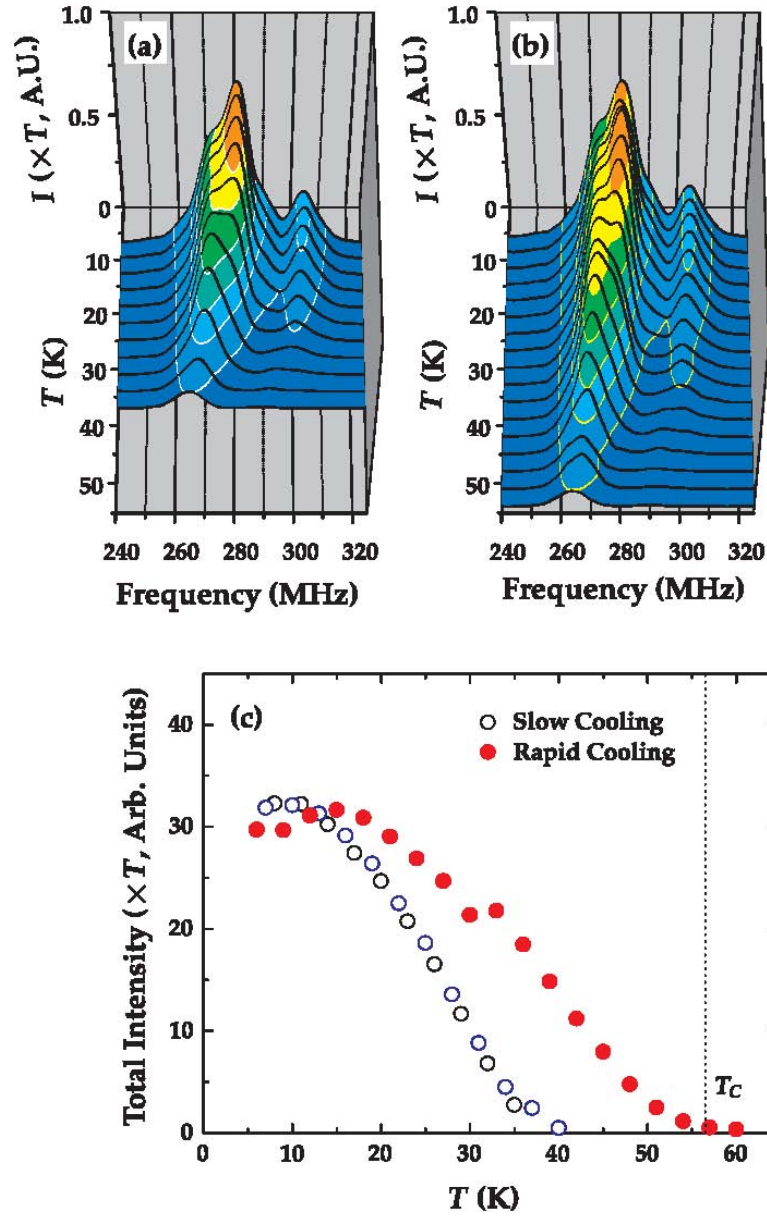 (a)
(b)
I (×T, A.U.)
1.0
0.5
0
10
20
30
40
50
T (K)
240 260 280 300 320
Frequency (MHz)
I (×T, A.U.)
1.0
0.5
0
10
20
30
40
50
T (K)
240 260 280 300 320
Frequency (MHz)
(c)
Slow Cooling
Rapid Cooling
Total Intensity (×T, Arb. Units)
40
30
20
10
0
T_C
0 10 20 30 40 50 60
T (K)